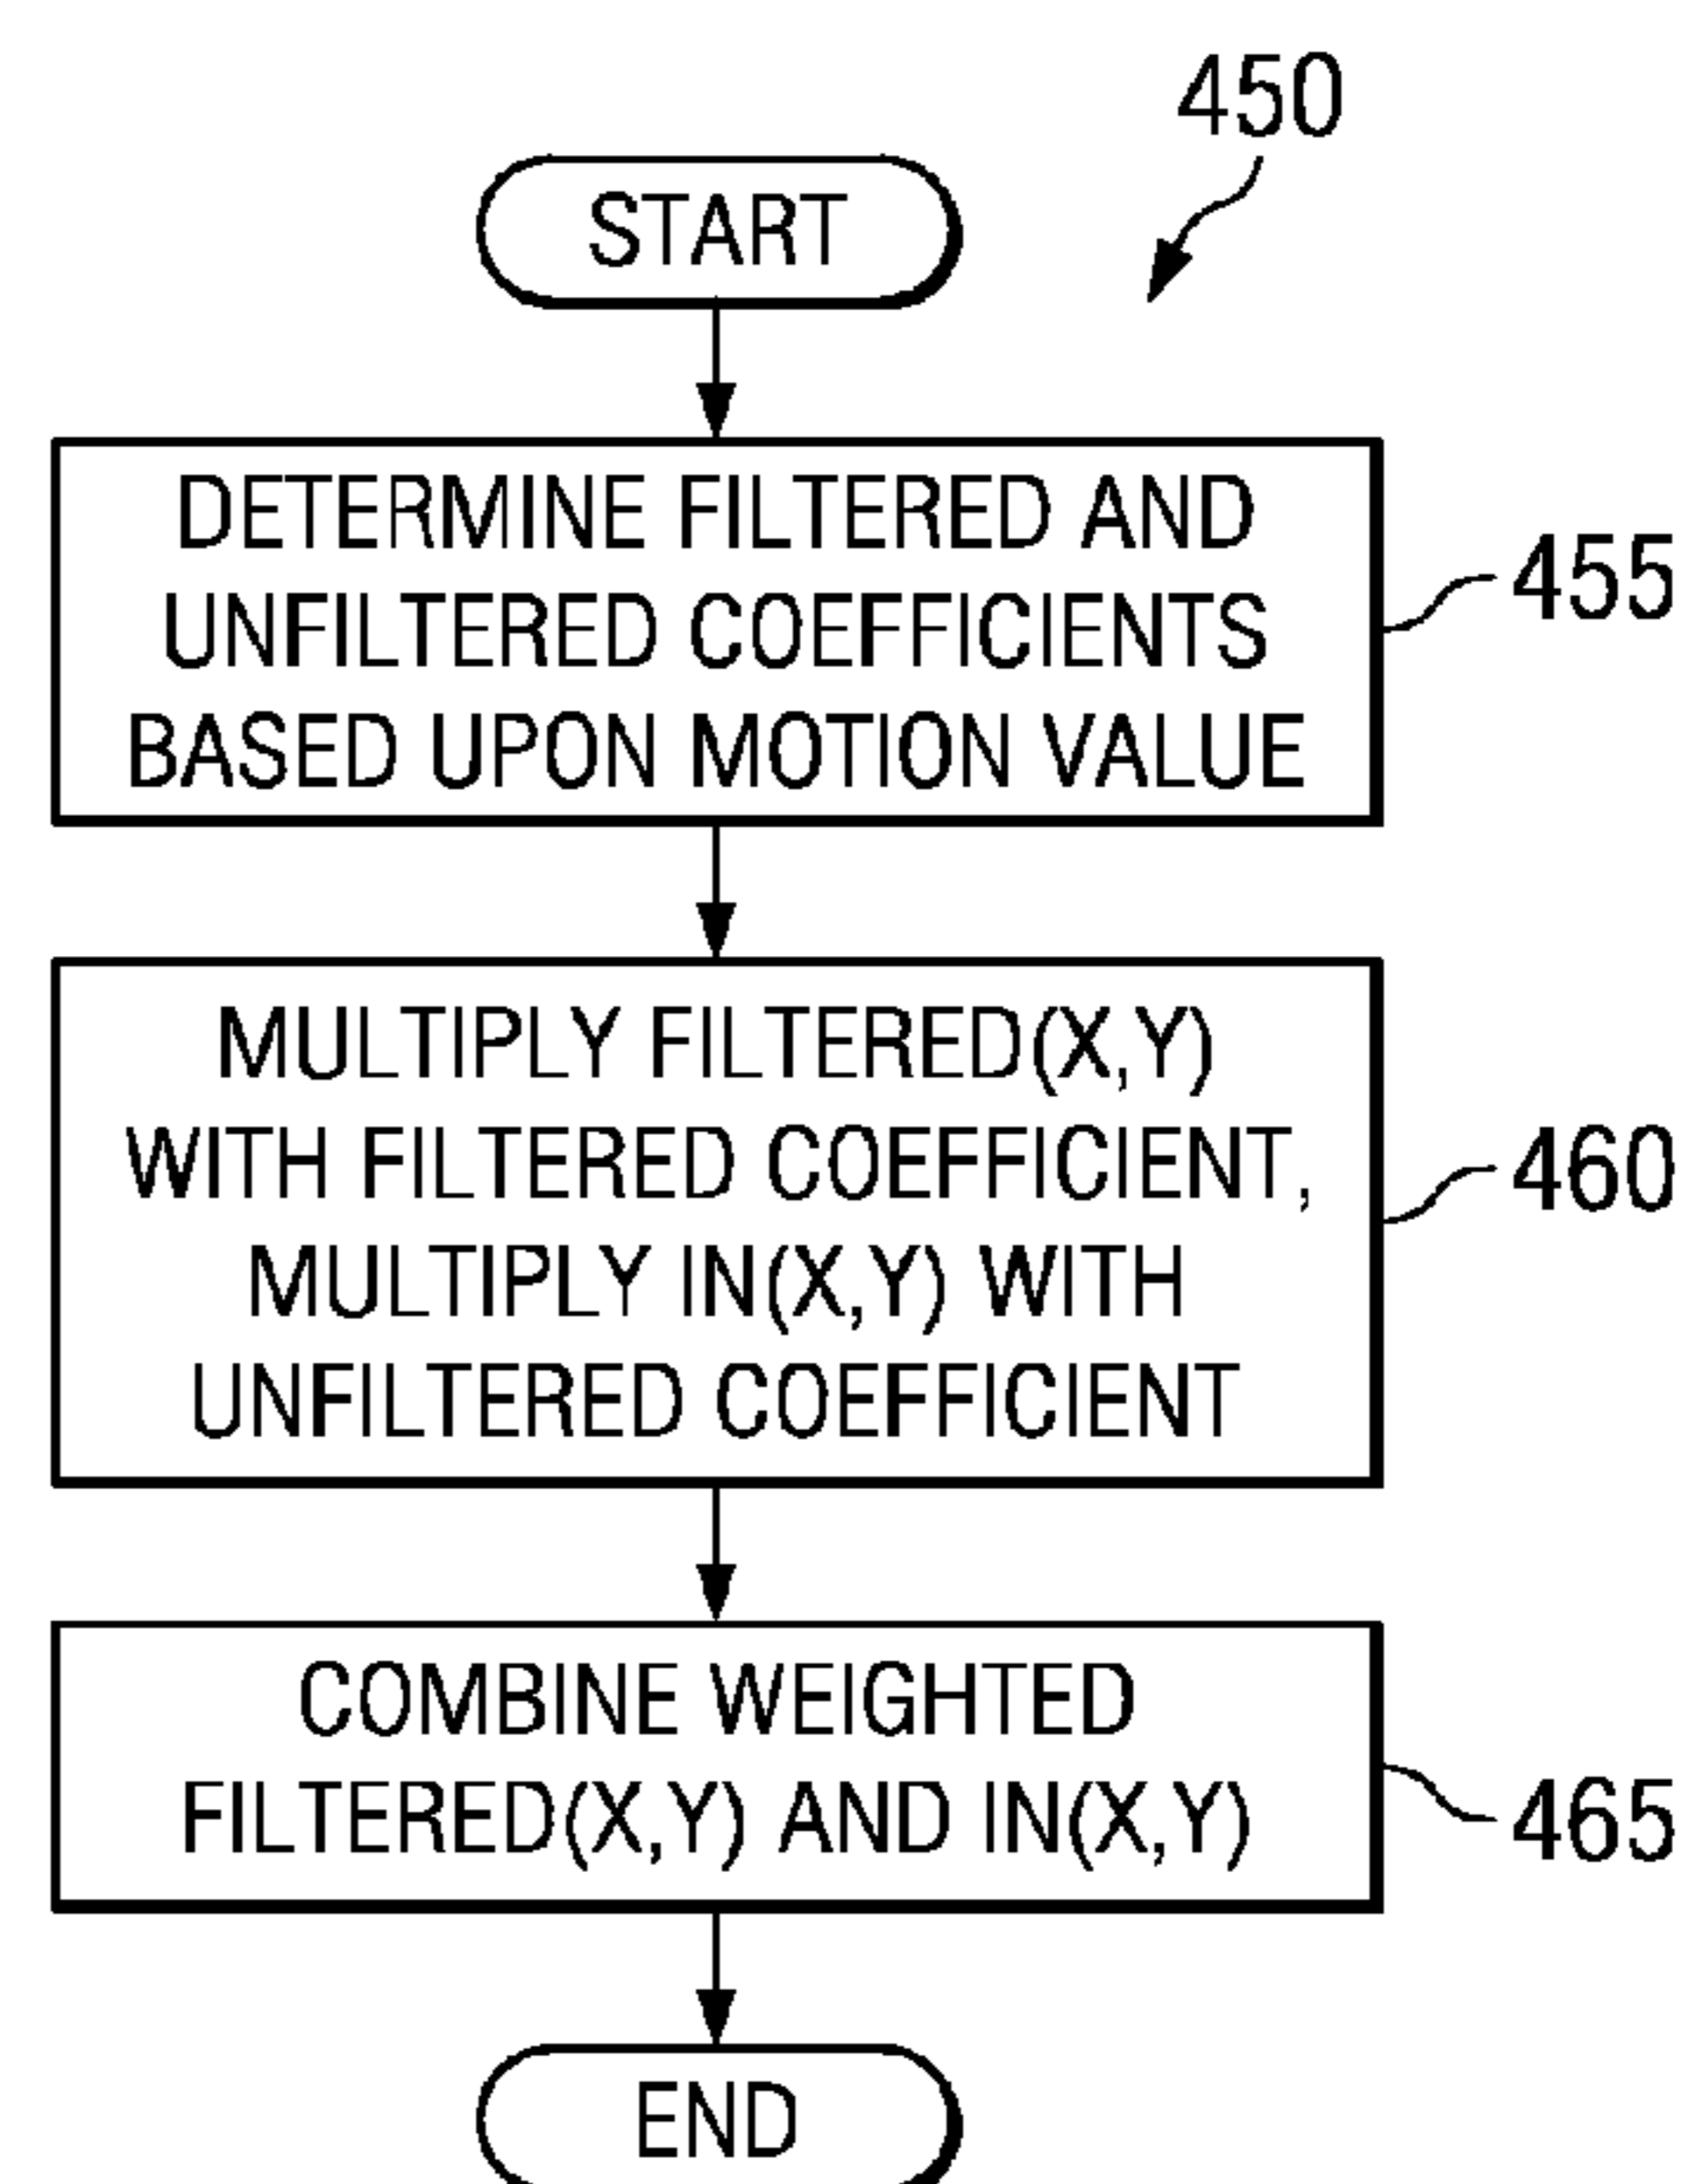 450
START
DETERMINE FILTERED AND
UNFILTERED COEFFICIENTS
BASED UPON MOTION VALUE
455
MULTIPLY FILTERED(X,Y)
WITH FILTERED COEFFICIENT,
MULTIPLY IN(X,Y) WITH
UNFILTERED COEFFICIENT
460
COMBINE WEIGHTED
FILTERED(X,Y) AND IN(X,Y)
465
END